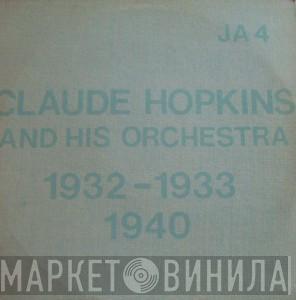 JA 4
CLAUDE HOPKINS
AND HIS ORCHESTRA
1932-1933
1940
МАРКЕТ ВИНИЛА